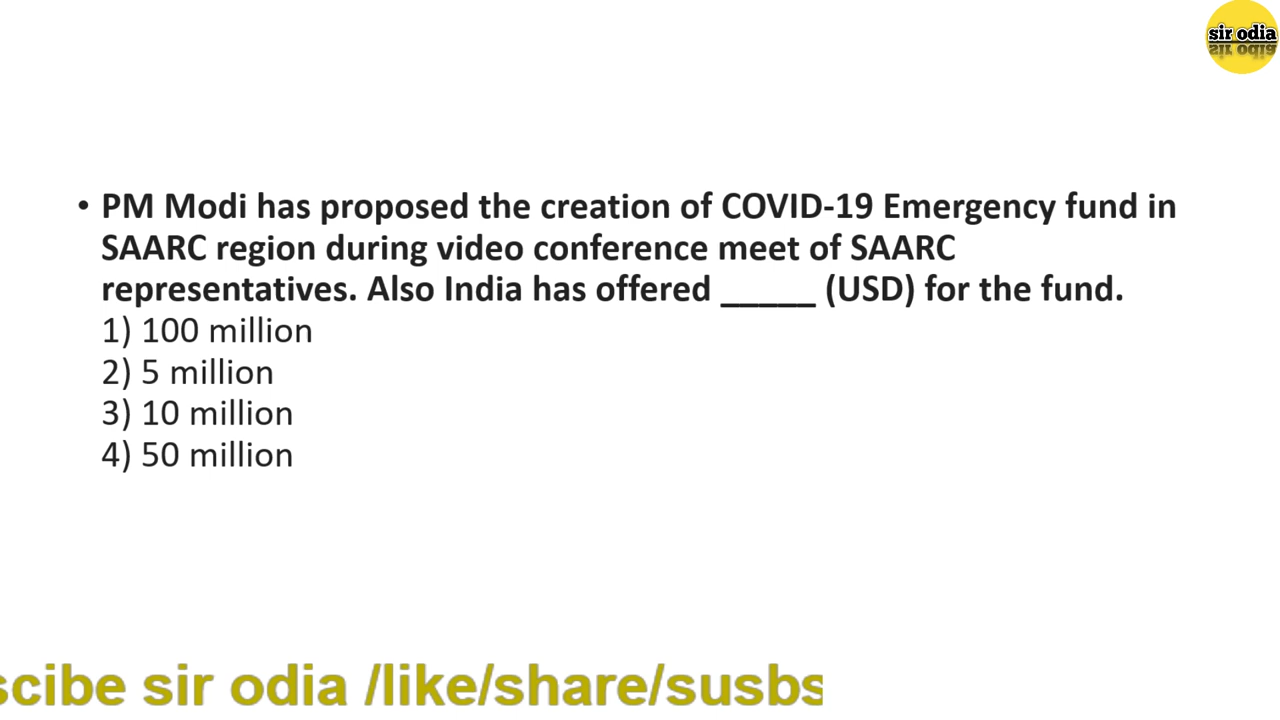 sir odia
• PM Modi has proposed the creation of COVID-19 Emergency fund in
SAARC region during video conference meet of SAARC
representatives. Also India has offered _____ (USD) for the fund.
1) 100 million
2) 5 million
3) 10 million
4) 50 million
scibe sir odia /like/share/susbs